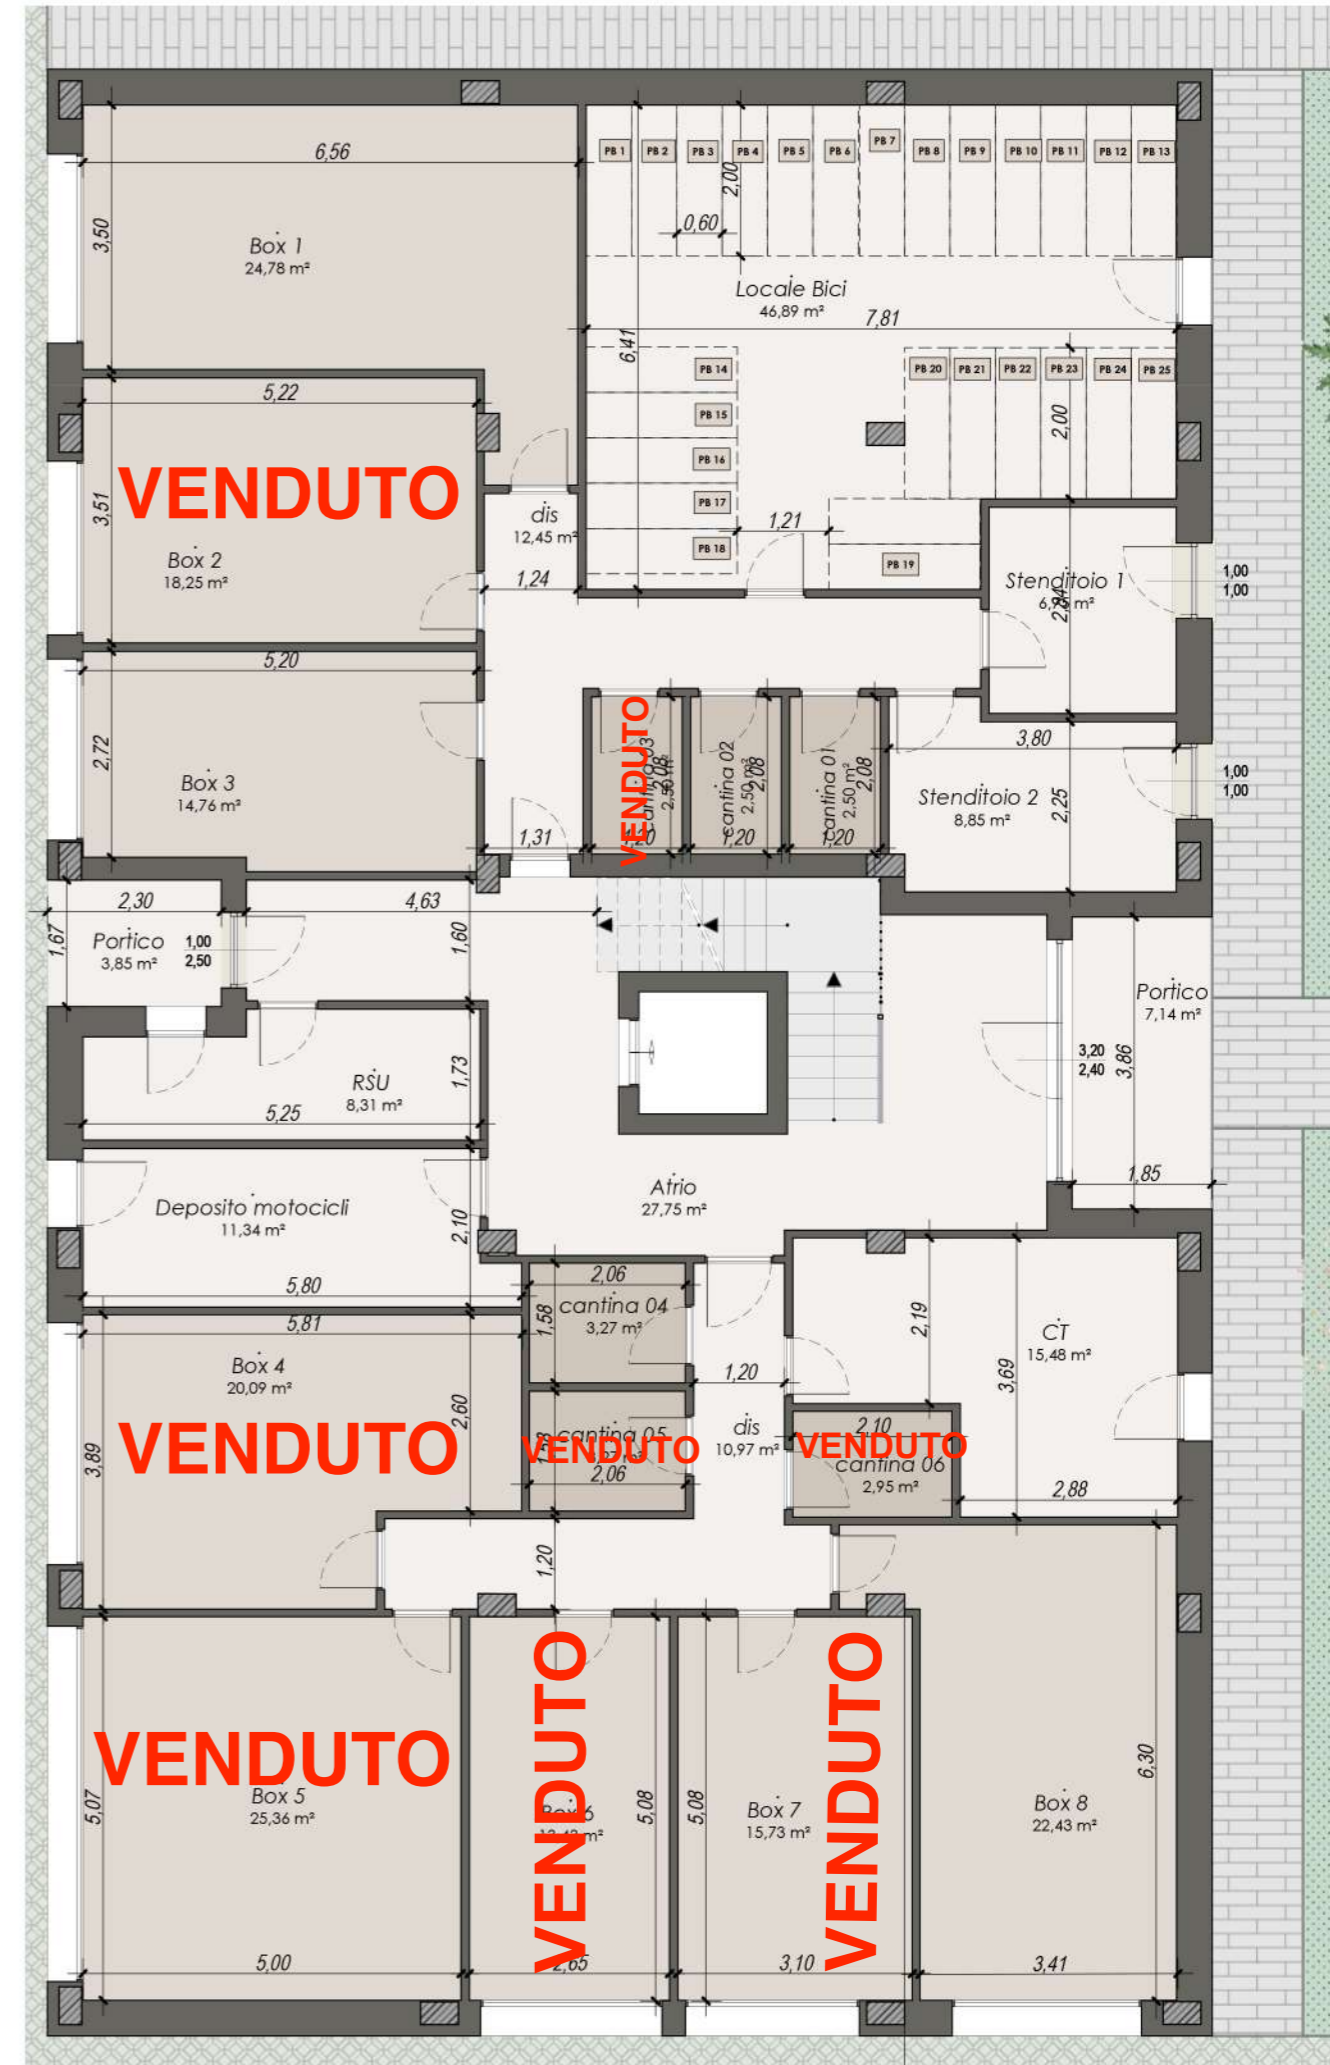 PB 1 PB 2 PB 3 PB 4 PB 5 PB 6 PB 7 PB 8 PB 9 PB 10 PB 11 PB 12 PB 13
6,56
2,00
0,60
3,50
Box 1
24,78 m²
Locale Bici
46,89 m²
7,81
6,41
PB 14
PB 15
PB 16
PB 17
PB 18
PB 20 PB 21 PB 22 PB 23 PB 24 PB 25
2,00
5,22
VENDUTO
3,51
Box 2
18,25 m²
dis
12,45 m²
1,24
1,21
PB 19
Stenditoio 1
m²
1,00
1,00
5,20
2,72
Box 3
14,76 m²
1,31
VENDUTO
cantina 02
2,50 m²
2,08
1,20
cantina 01
2,50 m²
2,08
1,20
3,80
Stenditoio 2
8,85 m²
2,25
1,00
1,00
2,30
1,67
Portico
3,85 m²
1,00
2,50
4,63
1,60
Portico
7,14 m²
3,20
2,40
3,86
1,85
RSU
8,31 m²
1,73
5,25
Atrio
27,75 m²
Deposito motocicli
11,34 m²
2,10
5,80
2,06
cantina 04
3,27 m²
1,58
5,81
Box 4
20,09 m²
VENDUTO
2,60
3,89
1,20
2,19
3,69
CT
15,48 m²
cantina 05
VENDUTO
2,06
dis
10,97 m²
2,10
VENDUTO
cantina 06
2,95 m²
2,88
1,20
VENDUTO
Box 5
25,36 m²
5,07
5,00
VENDUTO
Box 6
m²
5,08
2,65
5,08
Box 7
15,73 m²
VENDUTO
3,10
Box 8
22,43 m²
6,30
3,41